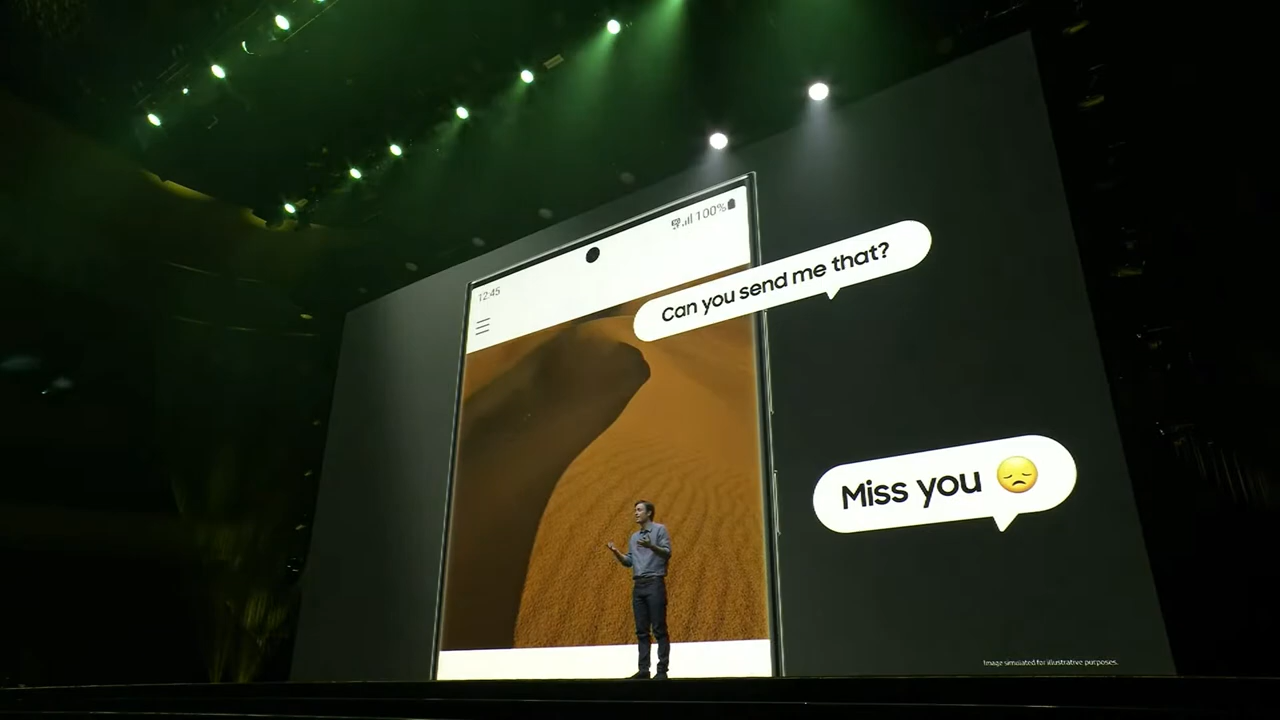 100%
12:45
Can you send me that?
Miss you 😞
Image simulated for illustrative purposes.